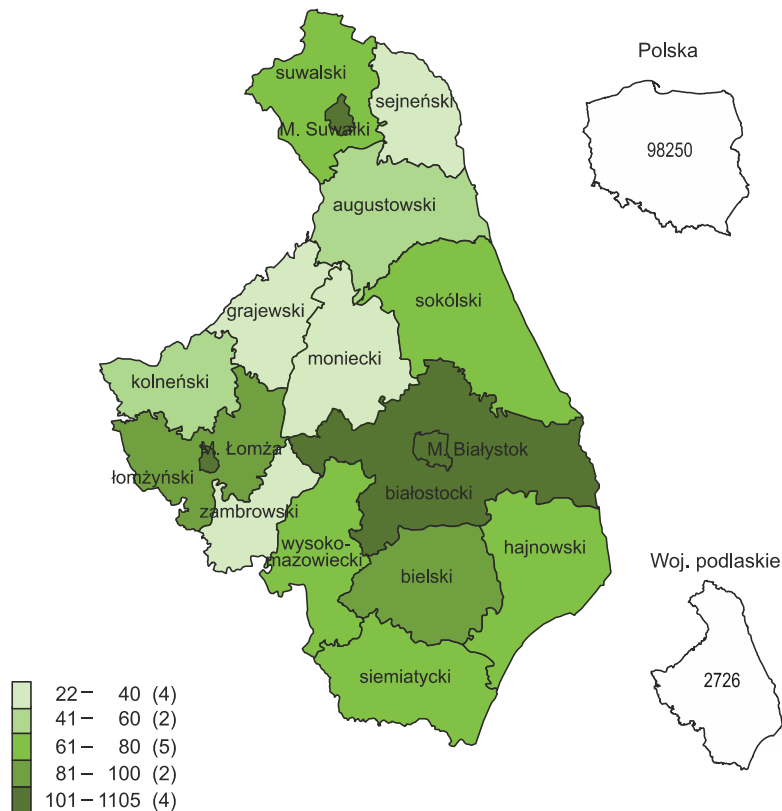 Polska
98250
suwalski
sejneński
M. Suwałki
augustowski
sokólski
grajewski
moniecki
kolneński
M. Łomża
M. Białystok
łomżyński
białostocki
zambrowski
wysoko-
mazowiecki
hajnowski
bielski
siemiatycki
Woj. podlaskie
2726
22 – 40 (4)
41 – 60 (2)
61 – 80 (5)
81 – 100 (2)
101 – 1105 (4)